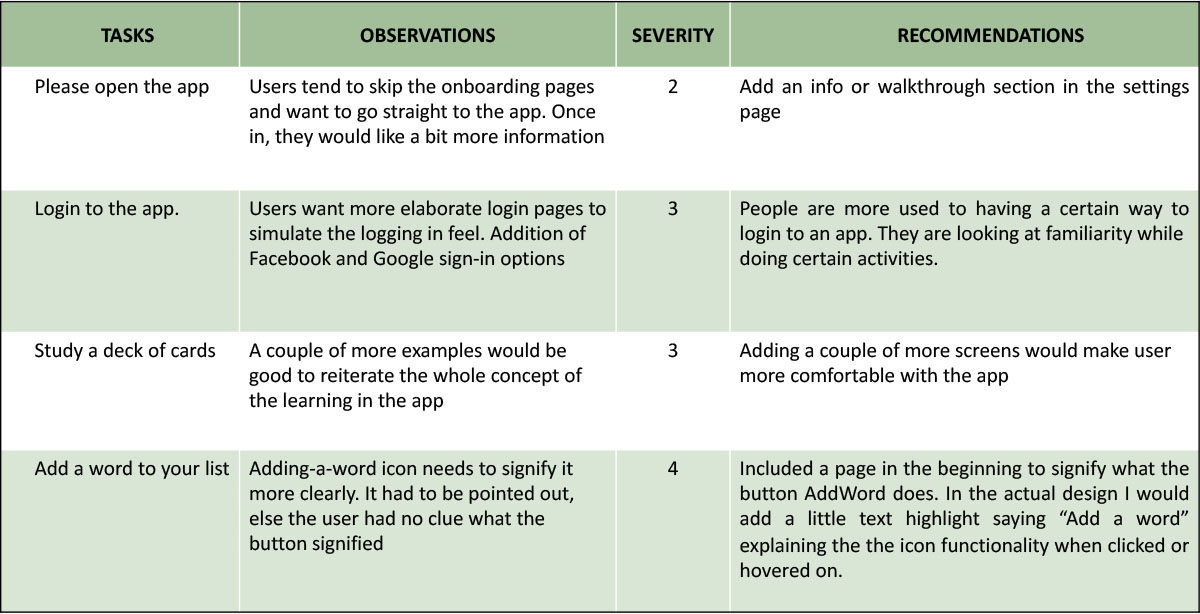 TASKS
OBSERVATIONS
SEVERITY
RECOMMENDATIONS
Please open the app
Users tend to skip the onboarding pages
and want to go straight to the app. Once
in, they would like a bit more information
2
Add an info or walkthrough section in the settings
page
Login to the app.
Users want more elaborate login pages to
simulate the logging in feel. Addition of
Facebook and Google sign-in options
3
People are more used to having a certain way to
login to an app. They are looking at familiarity while
doing certain activities.
Study a deck of cards
A couple of more examples would be
good to reiterate the whole concept of
the learning in the app
3
Adding a couple of more screens would make user
more comfortable with the app
Add a word to your list
Adding-a-word icon needs to signify it
more clearly. It had to be pointed out,
else the user had no clue what the
button signified
4
Included a page in the beginning to signify what the
button AddWord does. In the actual design I would
add a little text highlight saying “Add a word”
explaining the the icon functionality when clicked or
hovered on.